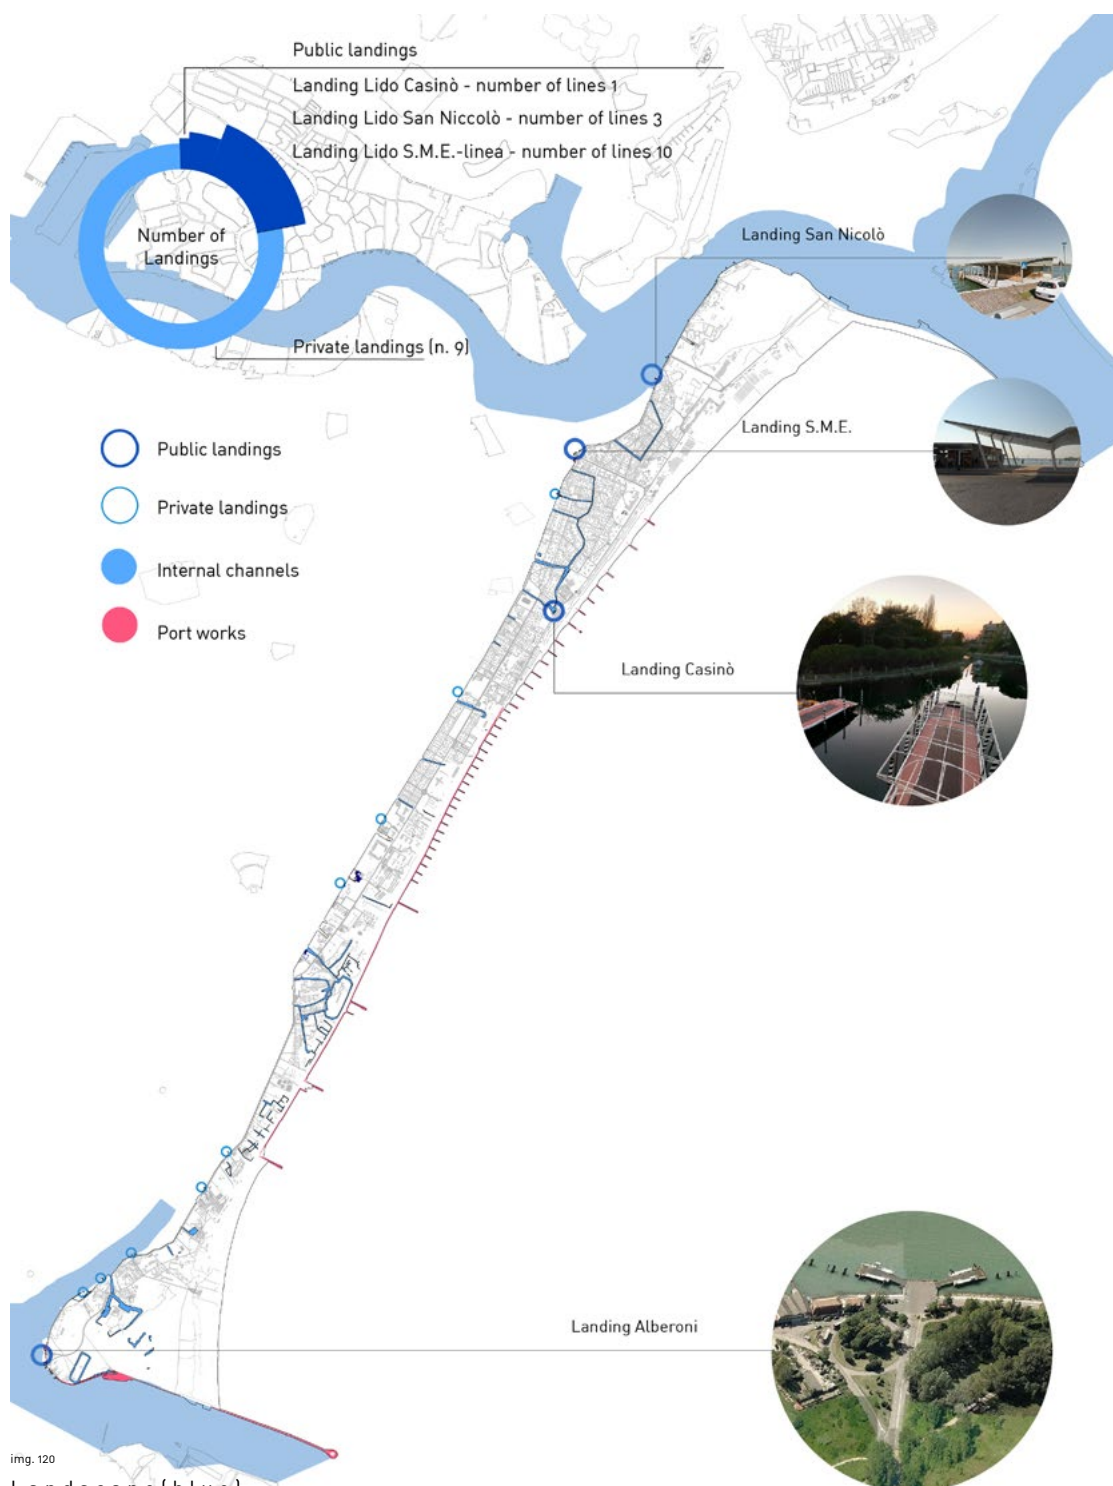 Public landings
Landing Lido Casinò - number of lines 1
Landing Lido San Niccolò - number of lines 3
Landing Lido S.M.E.-linea - number of lines 10
Number of
Landings
Private landings (n. 9)
Landing San Nicolò
Landing S.M.E.
Public landings
Private landings
Internal channels
Port works
Landing Casinò
Landing Alberoni
img. 120
Landscape(blue)